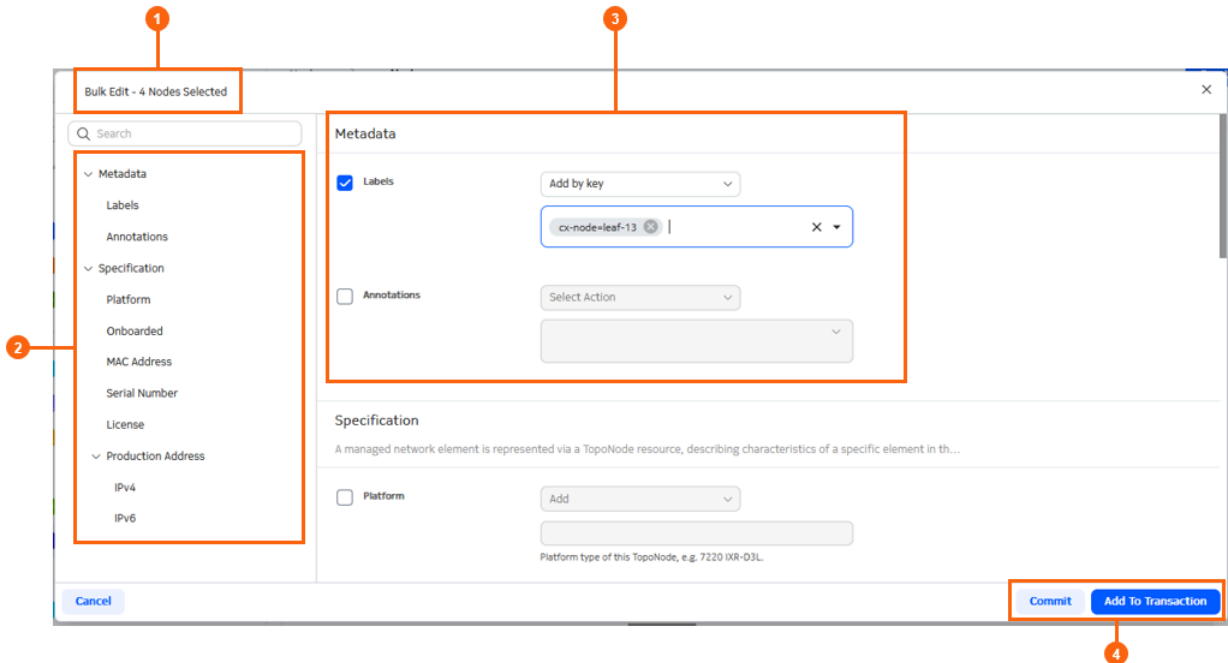 1
3
Bulk Edit - 4 Nodes Selected
Search
Metadata
Labels
Annotations
Specification
Platform
Onboarded
MAC Address
Serial Number
License
Production Address
IPv4
IPv6
2
Metadata
Labels
Add by key
cx-node=leaf-13
Annotations
Select Action
Specification
A managed network element is represented via a TopoNode resource, describing characteristics of a specific element in th...
Platform
Add
Platform type of this TopoNode, e.g. 7220 IXR-D3L.
Cancel
Commit
Add To Transaction
4